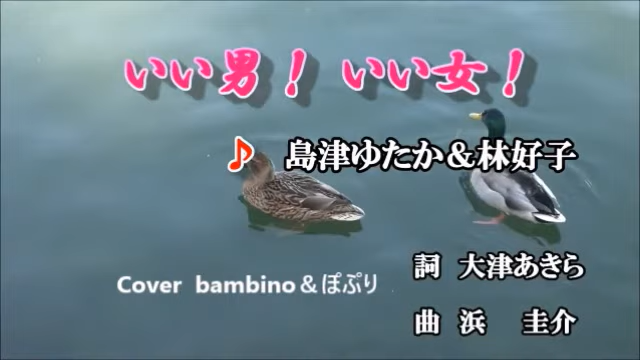 いい男！ いい女！
♪ 島津ゆたか＆林好子
詞 大津あきら
Cover bambino＆ぽぷり
曲 浜 圭介